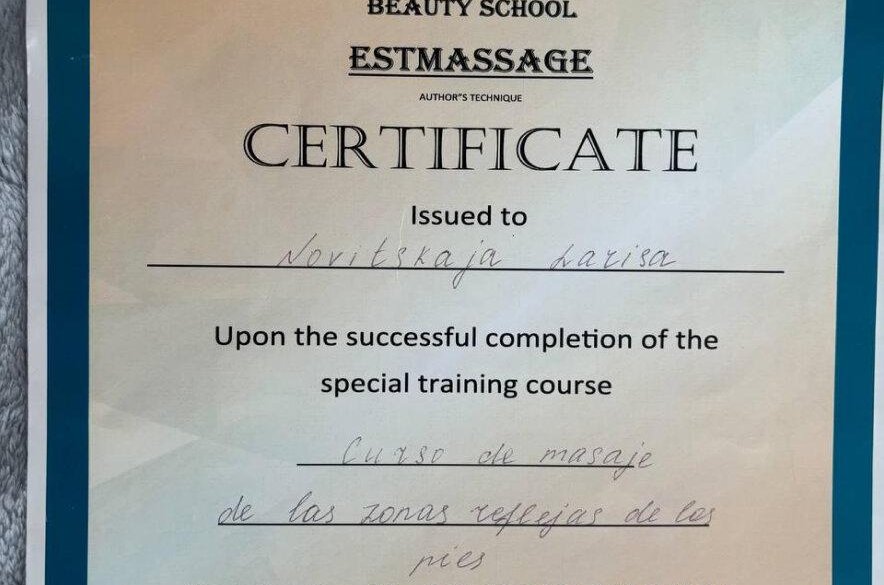 BEAUTY SCHOOL
ESTMASSAGE
AUTHOR"S TECHNIQUE
CERTIFICATE
Issued to
Novitskaja Larisa
Upon the successful completion of the
special training course
Curso de masaje
de las zonas reflejas de los
pies